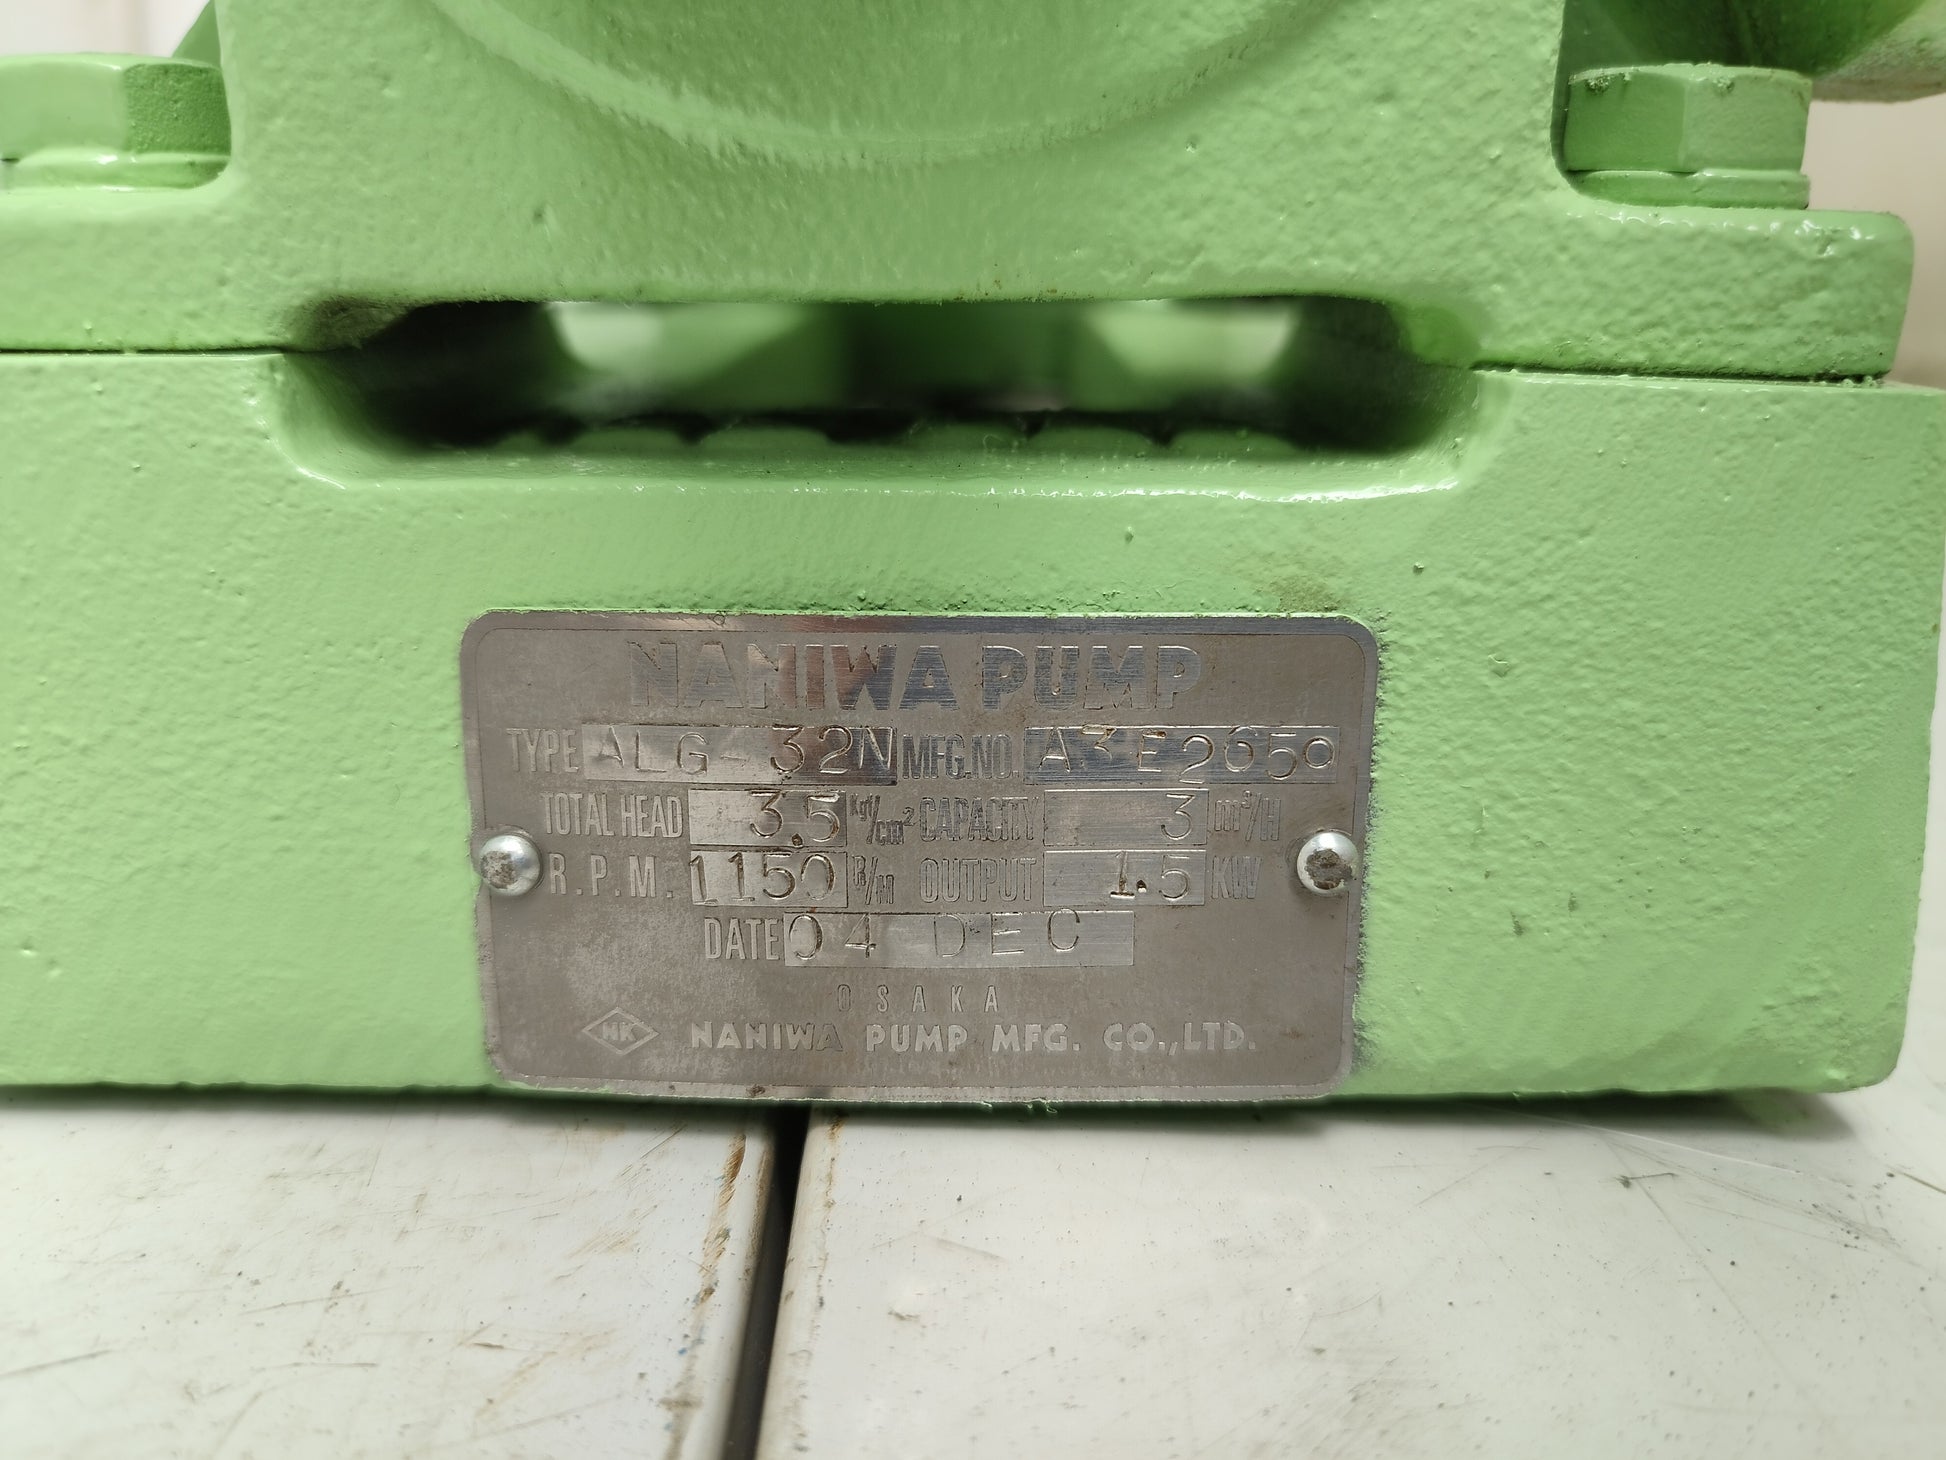 NANIWA PUMP
TYPE ALG-32N MFG.NO. A3E2650
TOTAL HEAD 3.5 Kgf/cm² CAPACITY 3 m³/H
R.P.M. 1150 R/M OUTPUT 1.5 KW
DATE 04 DEC
OSAKA
NK NANIWA PUMP MFG. CO.,LTD.